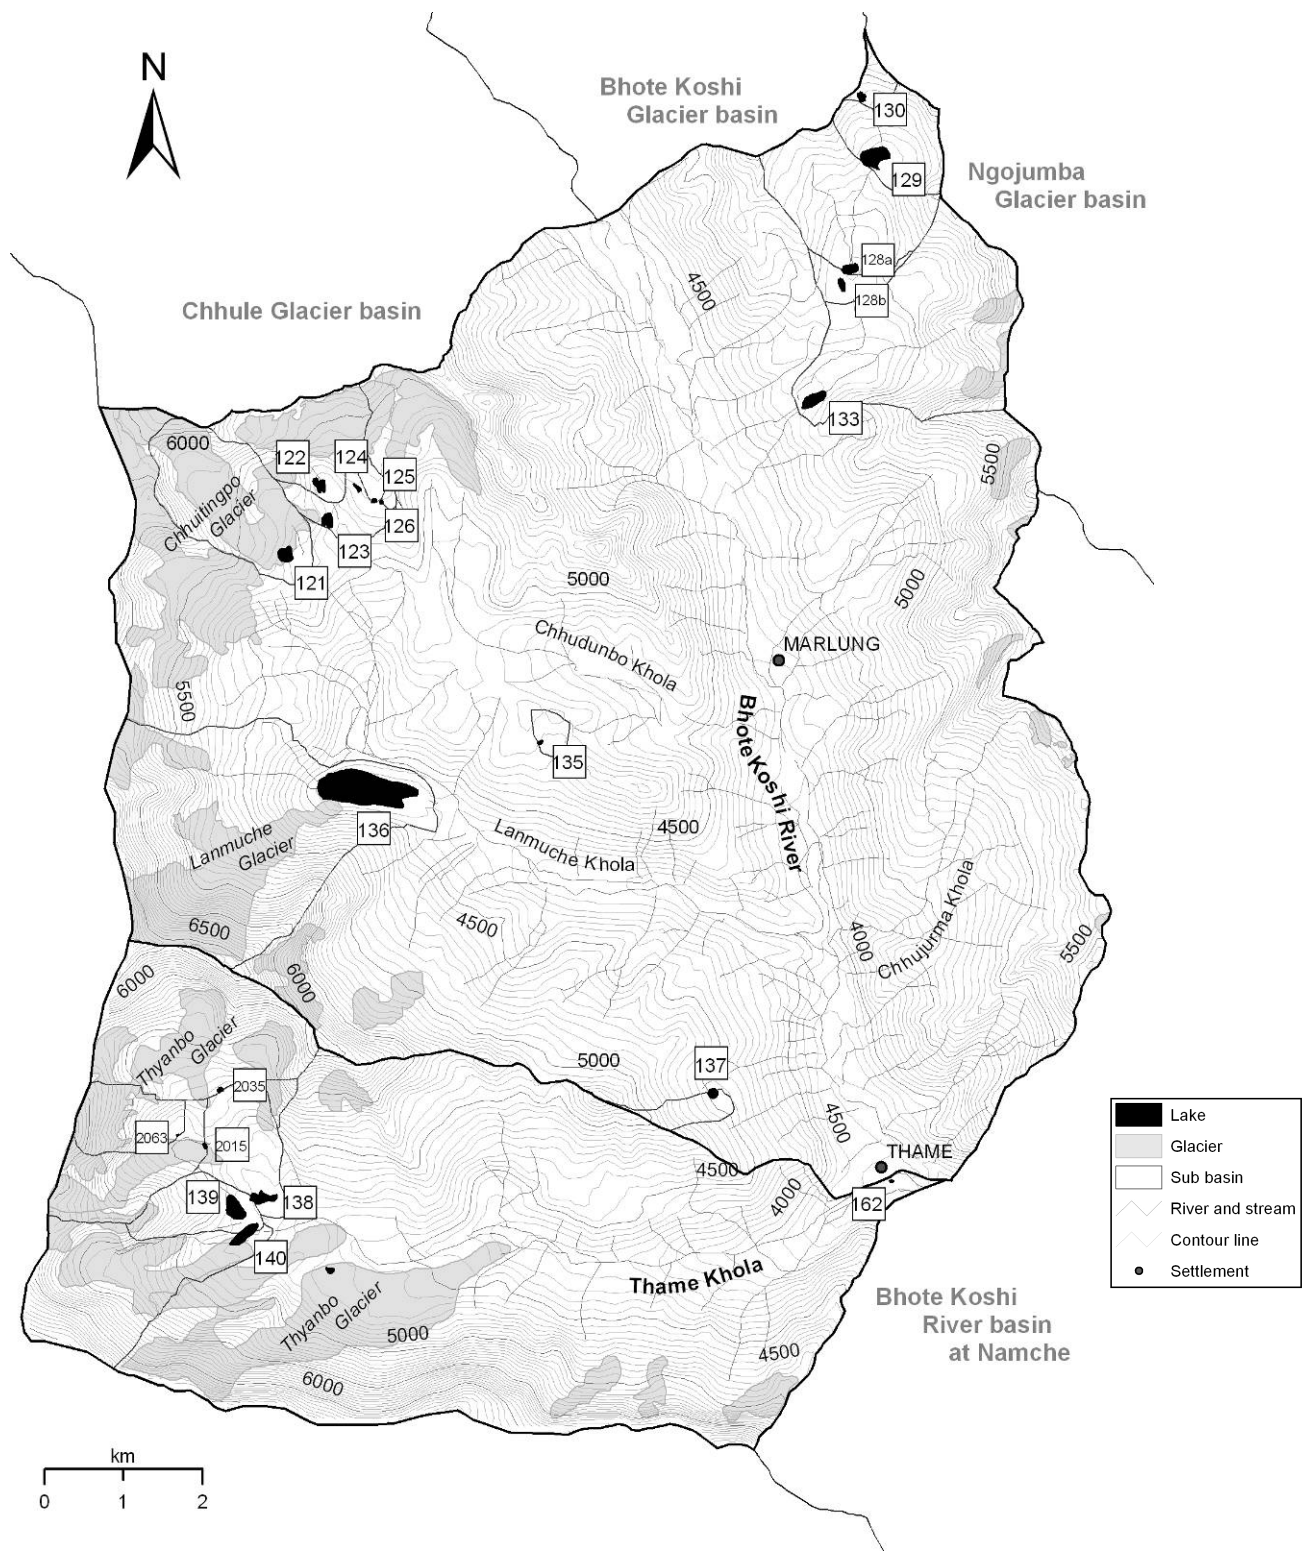 N
Bhote Koshi
Glacier basin
130
129
Ngojumba
Glacier basin
128a
128b
4500
Chhule Glacier basin
133
6000
122
124
125
5500
Chhuitingpo
Glacier
126
123
121
5000
5000
Chhudunbo Khola
MARLUNG
5500
Bhote Koshi River
135
136
4500
Lanmuche
Glacier
Lanmuche Khola
Chhujurma Khola
6500
4500
4000
5500
6000
6000
Thyanbo
Glacier
5000
137
2035
2063
2015
4500
THAME
4500
4000
139
138
162
140
Thame Khola
Thyanbo
Glacier
5000
4500
6000
Bhote Koshi
River basin
at Namche
Lake
Glacier
Sub basin
River and stream
Contour line
Settlement
km
0 1 2